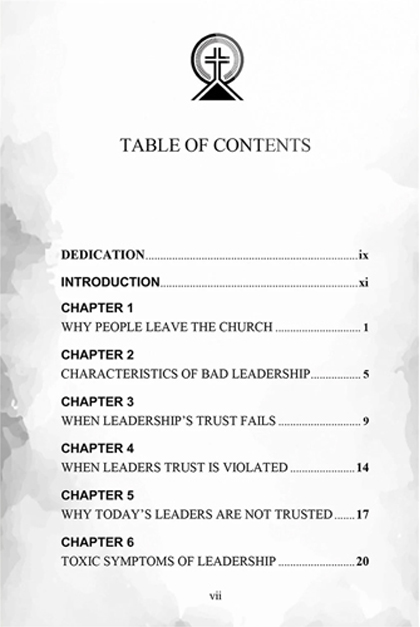 TABLE OF CONTENTS
DEDICATION....................................................................ix
INTRODUCTION...............................................................xi
CHAPTER 1
WHY PEOPLE LEAVE THE CHURCH ............................. 1
CHAPTER 2
CHARACTERISTICS OF BAD LEADERSHIP................. 5
CHAPTER 3
WHEN LEADERSHIP’S TRUST FAILS ............................ 9
CHAPTER 4
WHEN LEADERS TRUST IS VIOLATED ...................... 14
CHAPTER 5
WHY TODAY’S LEADERS ARE NOT TRUSTED ....... 17
CHAPTER 6
TOXIC SYMPTOMS OF LEADERSHIP .......................... 20
vii